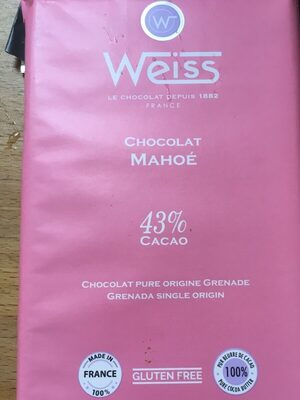 W
Weiss
LE CHOCOLAT DEPUIS 1882
FRANCE
CHOCOLAT
MAHOÉ
43%
CACAO
CHOCOLAT PURE ORIGINE GRENADE
GRENADA SINGLE ORIGIN
MADE IN
FRANCE
100%
GLUTEN FREE
PUR BEURRE DE CACAO
100%
PURE COCOA BUTTER